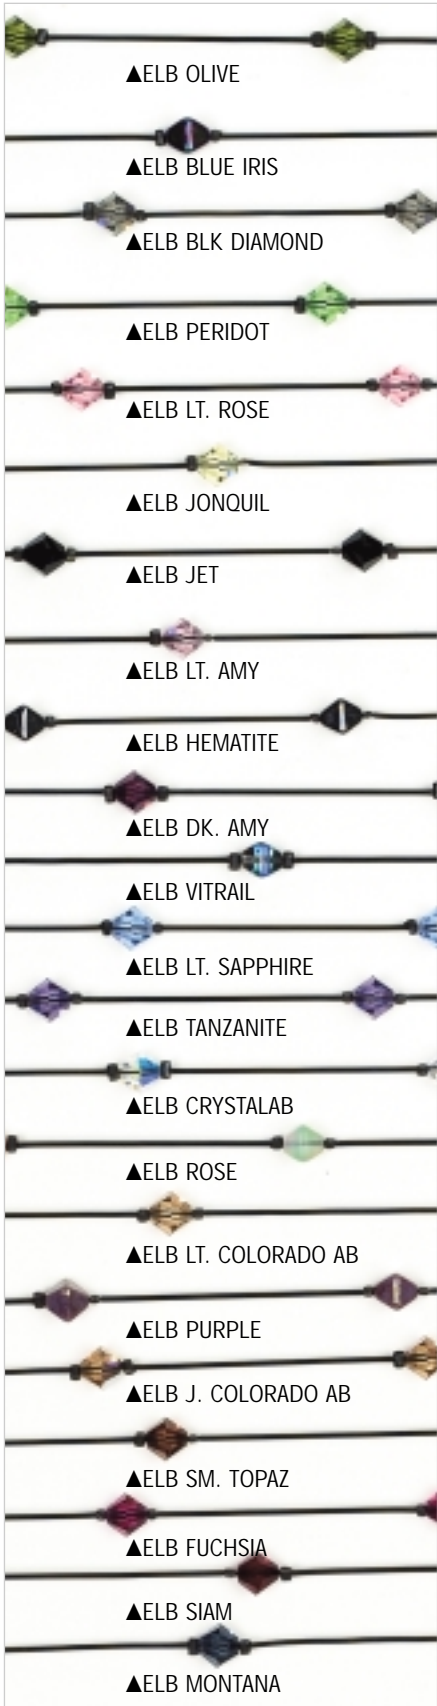 ▲ELB OLIVE
▲ELB BLUE IRIS
▲ELB BLK DIAMOND
▲ELB PERIDOT
▲ELB LT. ROSE
▲ELB JONQUIL
▲ELB JET
▲ELB LT. AMY
▲ELB HEMATITE
▲ELB DK. AMY
▲ELB VITRAIL
▲ELB LT. SAPPHIRE
▲ELB TANZANITE
▲ELB CRYSTALAB
▲ELB ROSE
▲ELB LT. COLORADO AB
▲ELB PURPLE
▲ELB J. COLORADO AB
▲ELB SM. TOPAZ
▲ELB FUCHSIA
▲ELB SIAM
▲ELB MONTANA